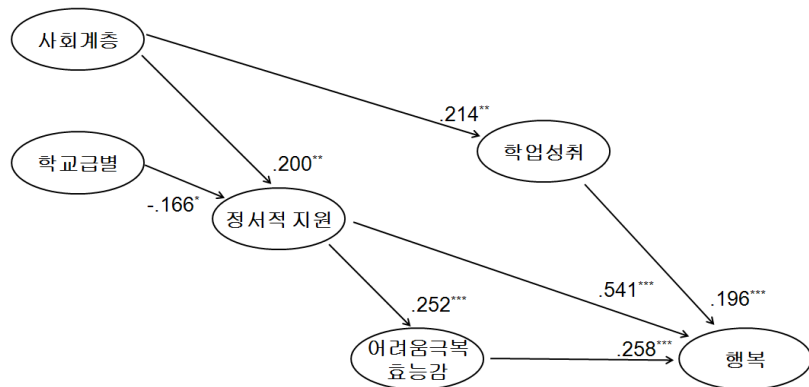 사회계층
.214**
학교급별
학업성취
.200**
-.166*
정서적 지원
.252***
.541***
.196***
어려움극복
효능감
.258***
행복